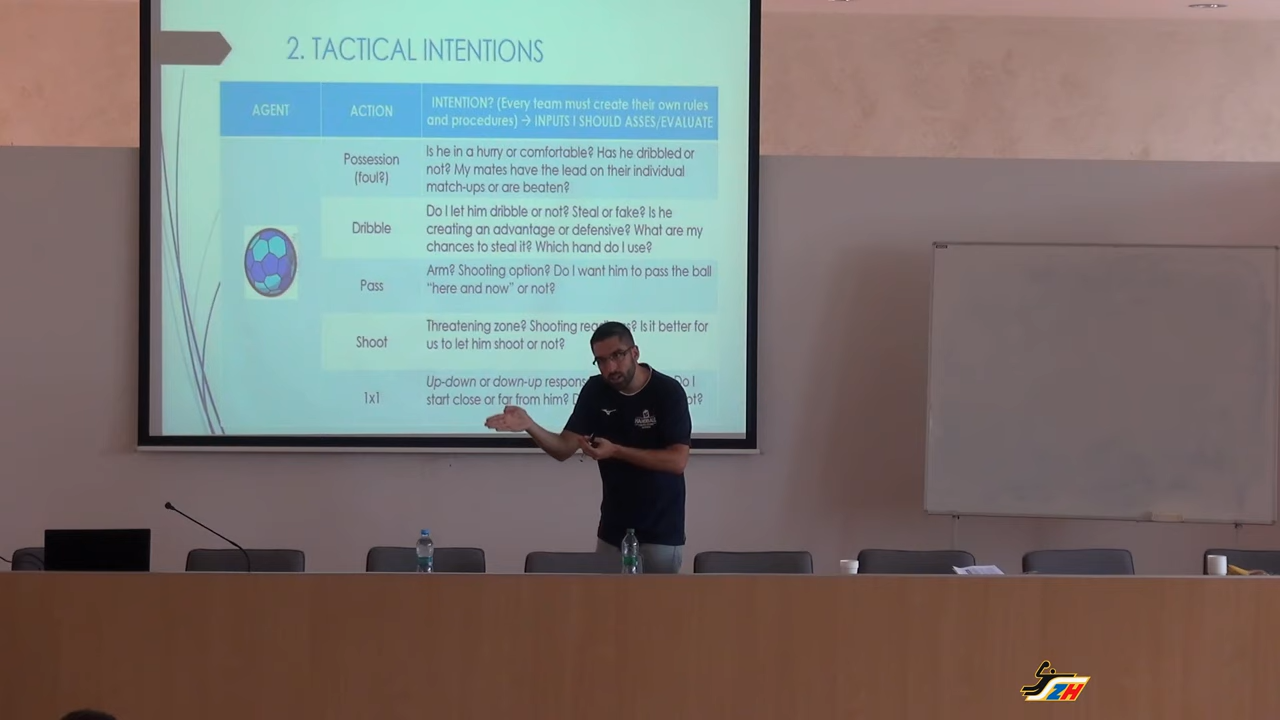 2. TACTICAL INTENTIONS
AGENT
ACTION
INTENTION? (Every team must create their own rules
and procedures) → INPUTS I SHOULD ASSES/EVALUATE
Possession
(foul?)
Is he in a hurry or comfortable? Has he dribbled or
not? My mates have the lead on their individual
match-ups or are beaten?
Dribble
Do I let him dribble or not? Steal or fake? Is he
creating an advantage or defensive? What are my
chances to steal it? Which hand do I use?
Pass
Arm? Shooting option? Do I want him to pass the ball
“here and now” or not?
Shoot
Threatening zone? Shooting Is it better for
us to let him shoot or not?
1x1
Up-down or down-up Do I
start close or far from him?
ZH